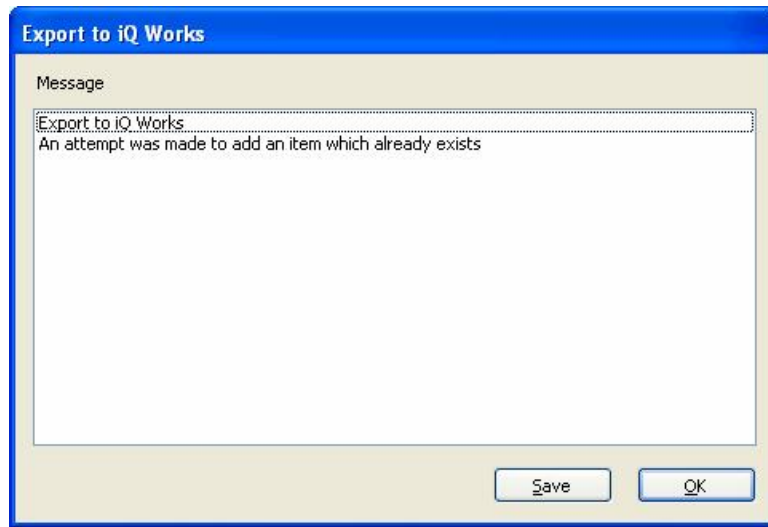 Export to iQ Works
Message
Export to iQ Works
An attempt was made to add an item which already exists
Save
OK